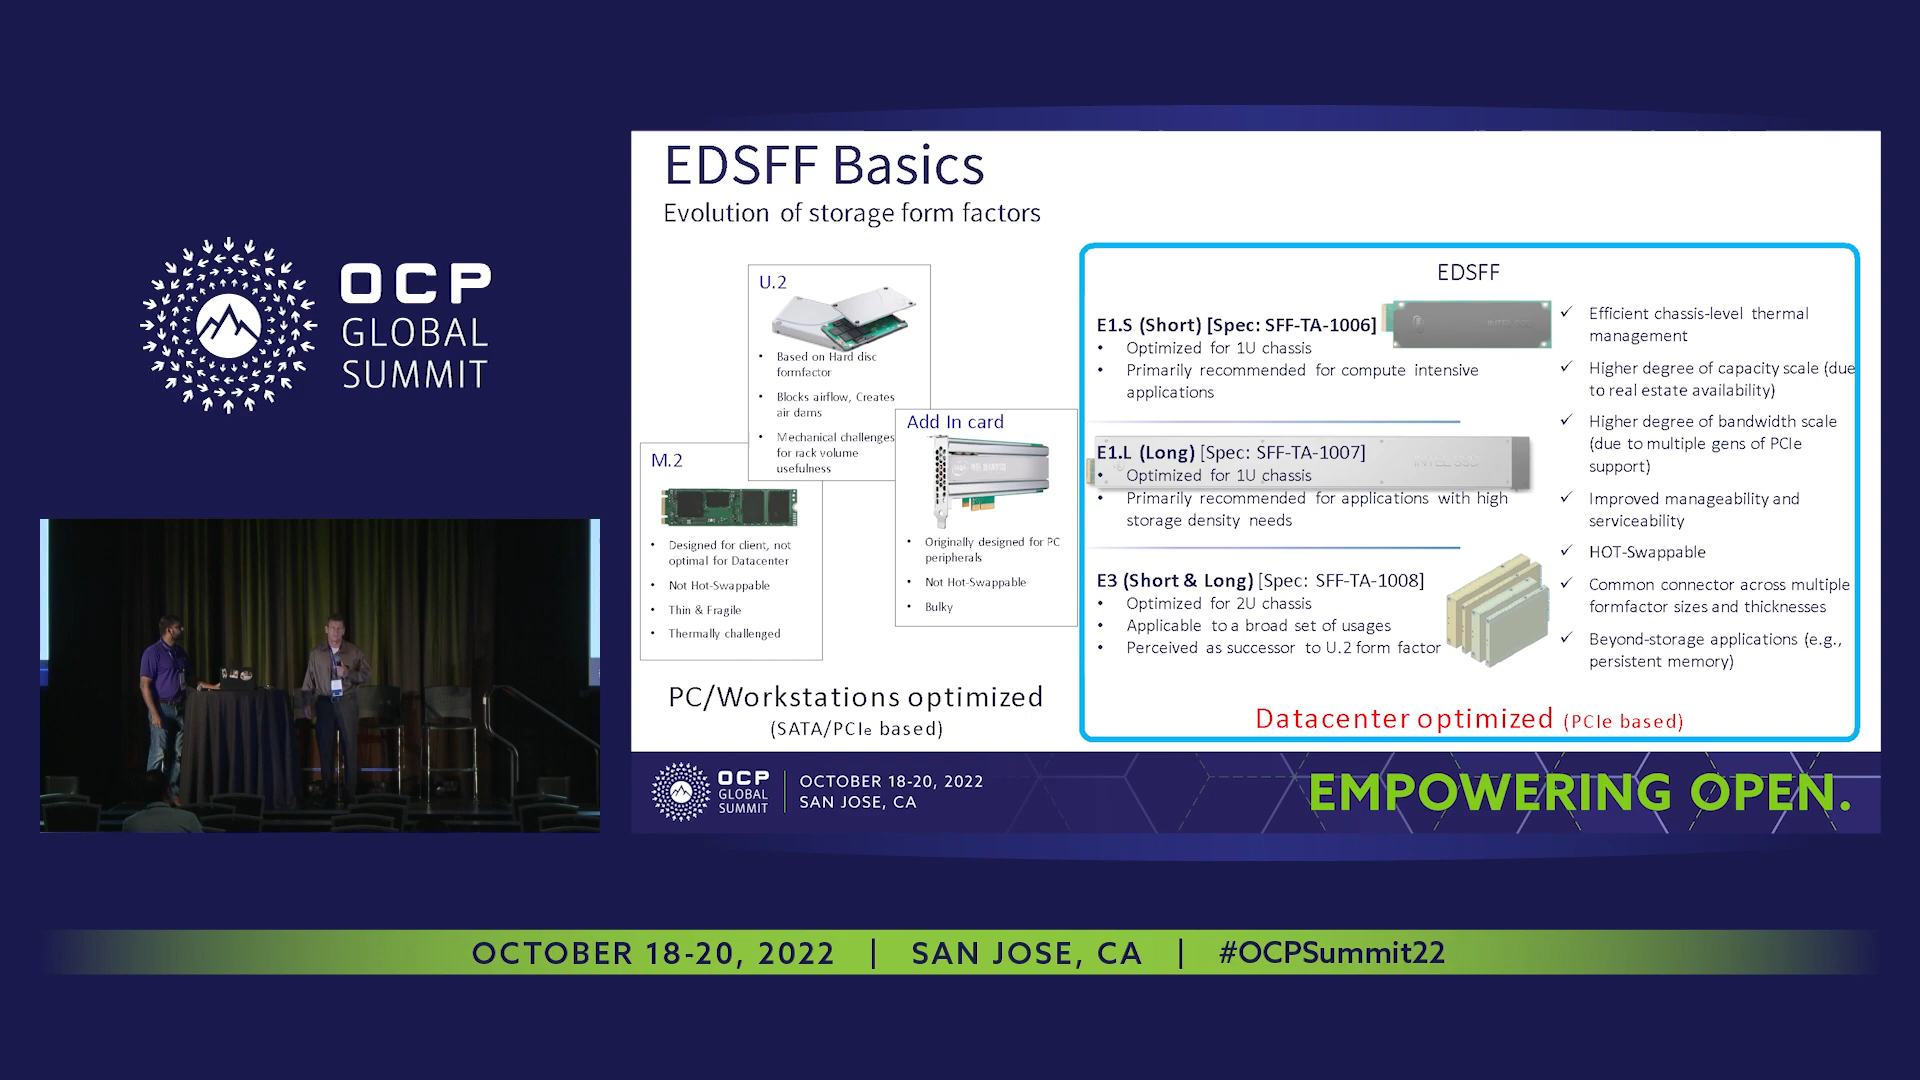 OCP
GLOBAL
SUMMIT
EDSFF Basics
Evolution of storage form factors
U.2
• Based on Hard disc
formfactor
• Blocks airflow, Creates
air dams
• Mechanical challenges
for rack volume
usefulness
M.2
• Designed for client, not
optimal for Datacenter
• Not Hot-Swappable
• Thin & Fragile
• Thermally challenged
Add In card
• Originally designed for PC
peripherals
• Not Hot-Swappable
• Bulky
PC/Workstations optimized
(SATA/PCIe based)
EDSFF
E1.S (Short) [Spec: SFF-TA-1006]
• Optimized for 1U chassis
• Primarily recommended for compute intensive
applications
E1.L (Long) [Spec: SFF-TA-1007]
• Optimized for 1U chassis
• Primarily recommended for applications with high
storage density needs
E3 (Short & Long) [Spec: SFF-TA-1008]
• Optimized for 2U chassis
• Applicable to a broad set of usages
• Perceived as successor to U.2 form factor
✓ Efficient chassis-level thermal
management
✓ Higher degree of capacity scale (due
to real estate availability)
✓ Higher degree of bandwidth scale
(due to multiple gens of PCIe
support)
✓ Improved manageability and
serviceability
✓ HOT-Swappable
✓ Common connector across multiple
formfactor sizes and thicknesses
✓ Beyond-storage applications (e.g.,
persistent memory)
Datacenter optimized (PCIe based)
OCP
GLOBAL
SUMMIT
OCTOBER 18-20, 2022
SAN JOSE, CA
EMPOWERING OPEN.
OCTOBER 18-20, 2022 | SAN JOSE, CA | #OCPSummit22